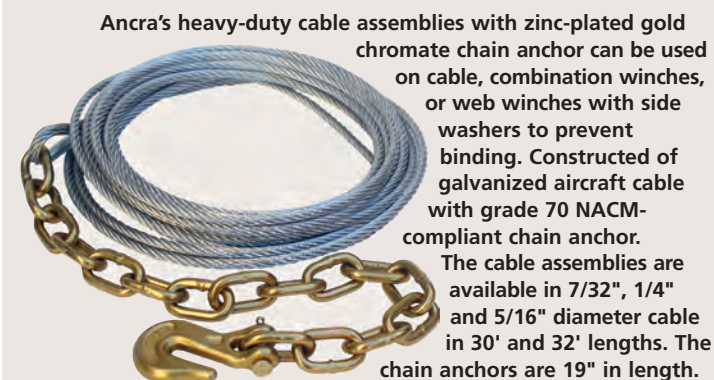 Ancra's heavy-duty cable assemblies with zinc-plated gold
chromate chain anchor can be used
on cable, combination winches,
or web winches with side
washers to prevent
binding. Constructed of
galvanized aircraft cable
with grade 70 NACM-
compliant chain anchor.
The cable assemblies are
available in 7/32", 1/4"
and 5/16" diameter cable
in 30' and 32' lengths. The
chain anchors are 19" in length.